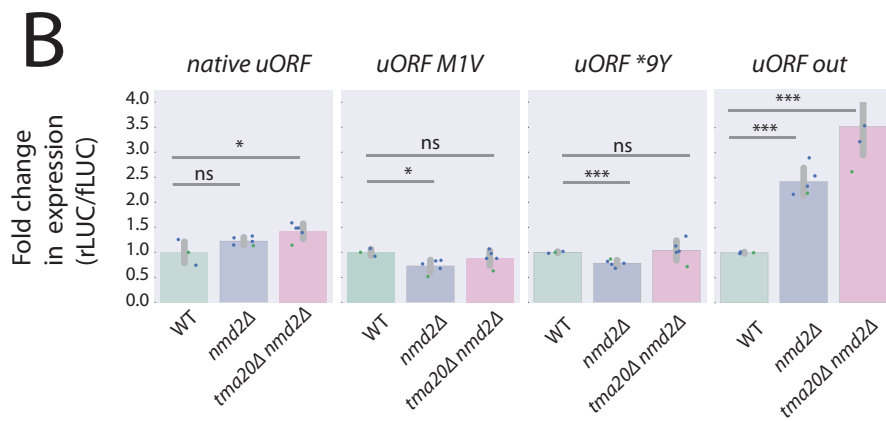 B
native uORF
uORF M1V
uORF *9Y
uORF out
Fold change
in expression
(rLUC/fLUC)
4.0
3.5
3.0
2.5
2.0
1.5
1.0
0.5
0.0
*
ns
ns
*
ns
***
***
***
WT
nmd2Δ
tma20Δ nmd2Δ
WT
nmd2Δ
tma20Δ nmd2Δ
WT
nmd2Δ
tma20Δ nmd2Δ
WT
nmd2Δ
tma20Δ nmd2Δ